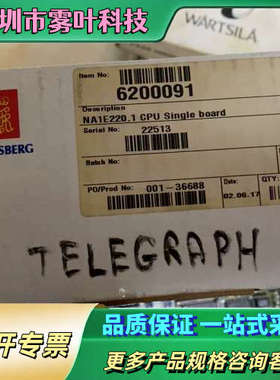 深圳市雾叶科技
WARTSILA
Item No:
6200091
Description
NA1E220.1 CPU Single board
Serial No:
22513
Batch No:
PO/Prod No: 001-36688
02.06.17
QTY:
SBERG
TELEGRAPH
开专票
品质保证 一站式采
更多产品规格咨询客